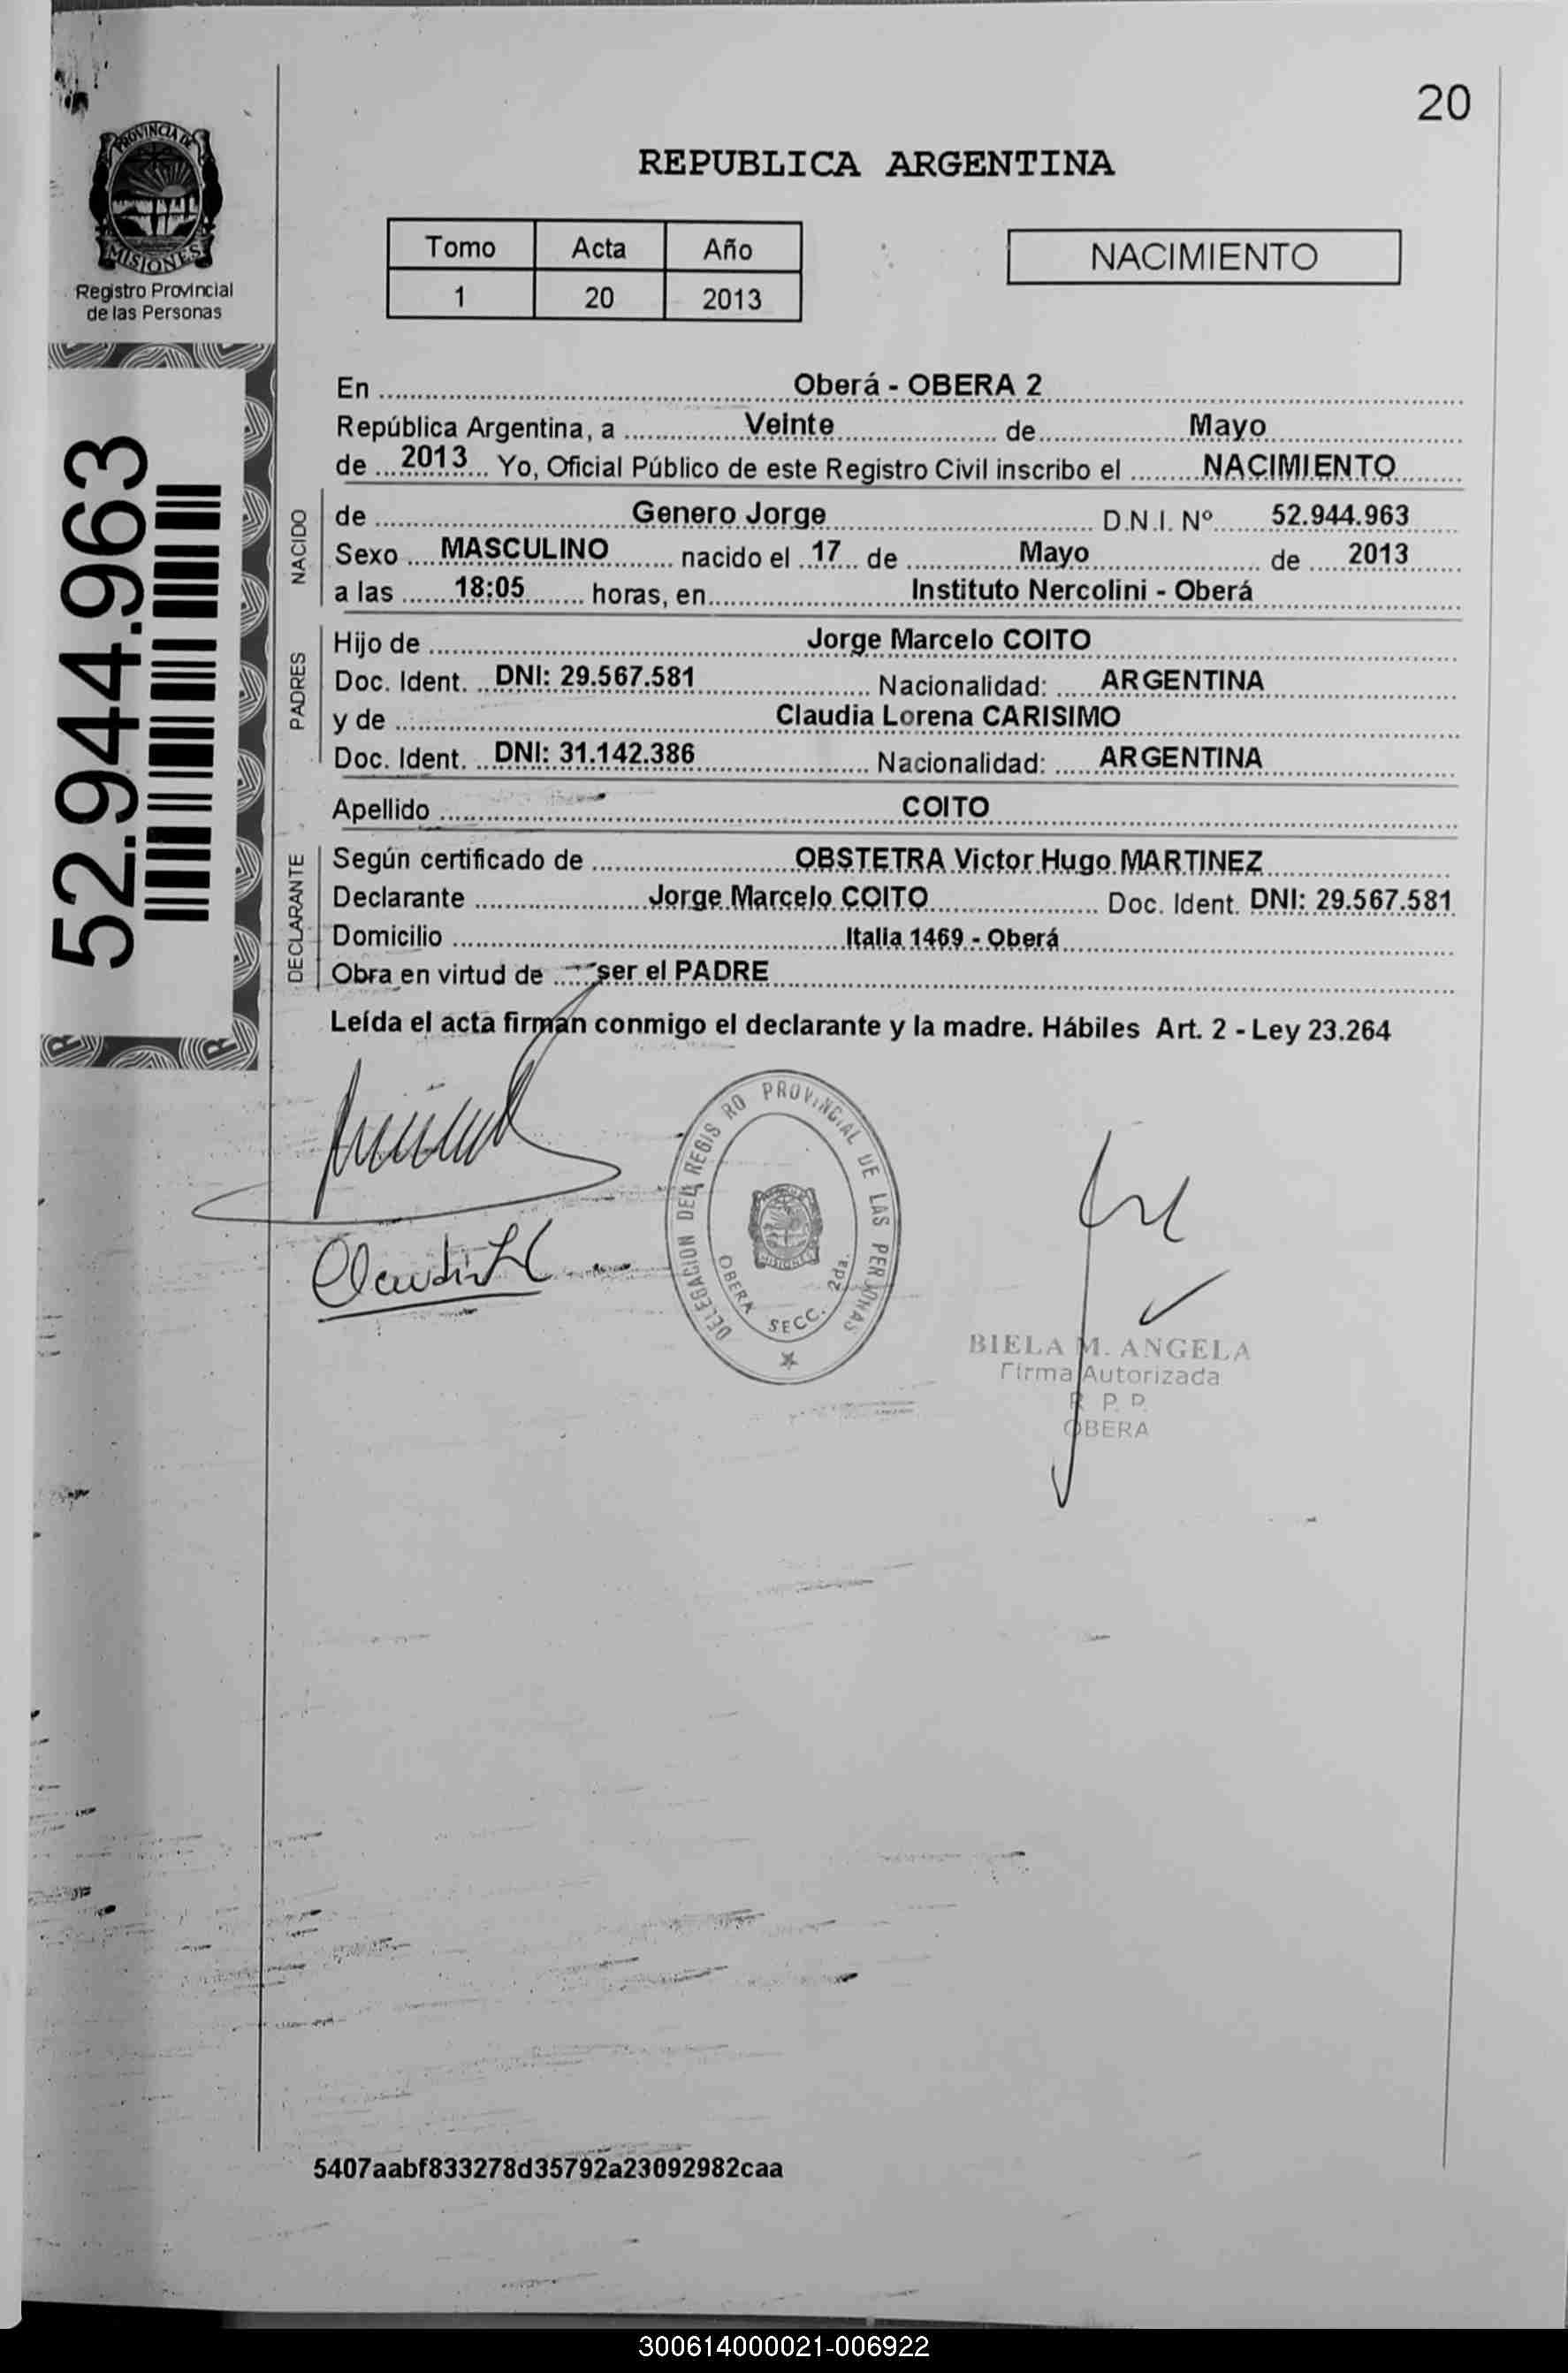 20
PROVINCIA DE
MISIONES
Registro Provincial
de las Personas
52.944.963
REPUBLICA ARGENTINA
Tomo Acta Año
1 20 2013
NACIMIENTO
En Oberá - OBERA 2
República Argentina, a Veinte de Mayo
de 2013 Yo, Oficial Público de este Registro Civil inscribo el NACIMIENTO
NACIDO
de Genero Jorge D.N.I. Nº 52.944.963
Sexo MASCULINO nacido el 17 de Mayo de 2013
a las 18:05 horas, en Instituto Nercolini - Oberá
PADRES
Hijo de Jorge Marcelo COITO
Doc. Ident. DNI: 29.567.581 Nacionalidad: ARGENTINA
y de Claudia Lorena CARISIMO
Doc. Ident. DNI: 31.142.386 Nacionalidad: ARGENTINA
Apellido COITO
DECLARANTE
Según certificado de OBSTETRA Victor Hugo MARTINEZ
Declarante Jorge Marcelo COITO Doc. Ident. DNI: 29.567.581
Domicilio Italia 1469 - Oberá
Obra en virtud de ser el PADRE
Leída el acta firman conmigo el declarante y la madre. Hábiles Art. 2 - Ley 23.264
DELEGACION DEL REGISTRO PROVINCIAL DE LAS PERSONAS
OBERA SECC. 2da.
MISIONES
BIELA M. ANGELA
Firma Autorizada
R P. P.
OBERA
5407aabf833278d35792a23092982caa
300614000021-006922